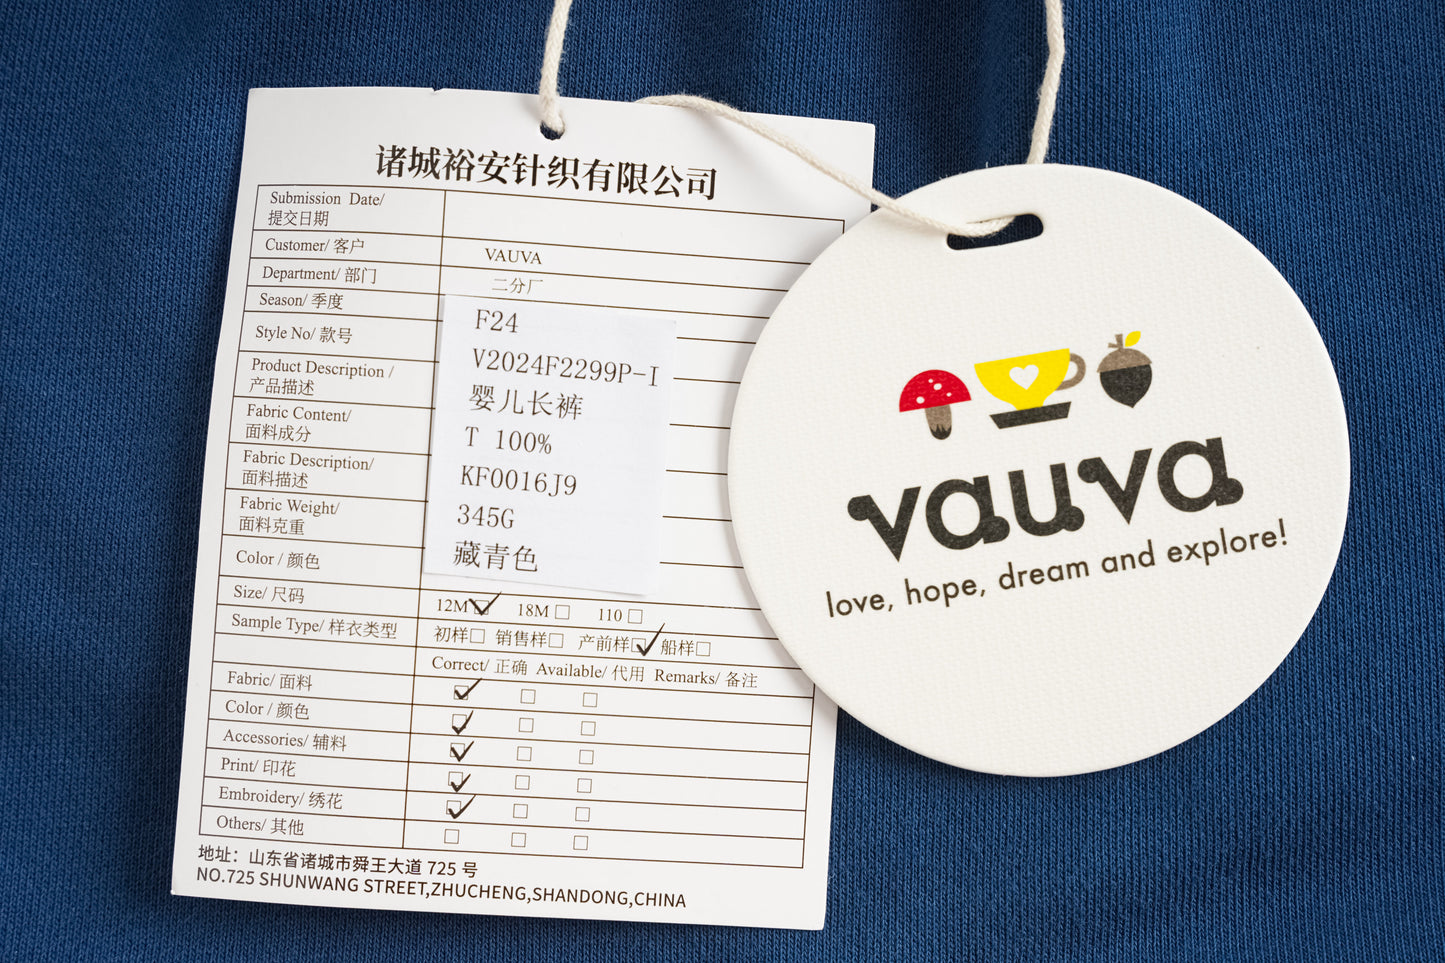 诸城裕安针织有限公司
Submission Date/
提交日期
Customer/ 客户 VAUVA
Department/ 部门 二分厂
Season/ 季度 F24
Style No/ 款号 V2024F2299P-I
Product Description /
产品描述 婴儿长裤
Fabric Content/
面料成分 T 100%
Fabric Description/
面料描述 KF0016J9
Fabric Weight/
面料克重 345G
Color / 颜色 藏青色
Size/ 尺码 12M 18M 110
Sample Type/ 样衣类型 初样 销售样 产前样 船样
Correct/ 正确 Available/ 代用 Remarks/ 备注
Fabric/ 面料
Color / 颜色
Accessories/ 辅料
Print/ 印花
Embroidery/ 绣花
Others/ 其他
地址：山东省诸城市舜王大道 725 号
NO.725 SHUNWANG STREET,ZHUCHENG,SHANDONG,CHINA
vauva
love, hope, dream and explore!